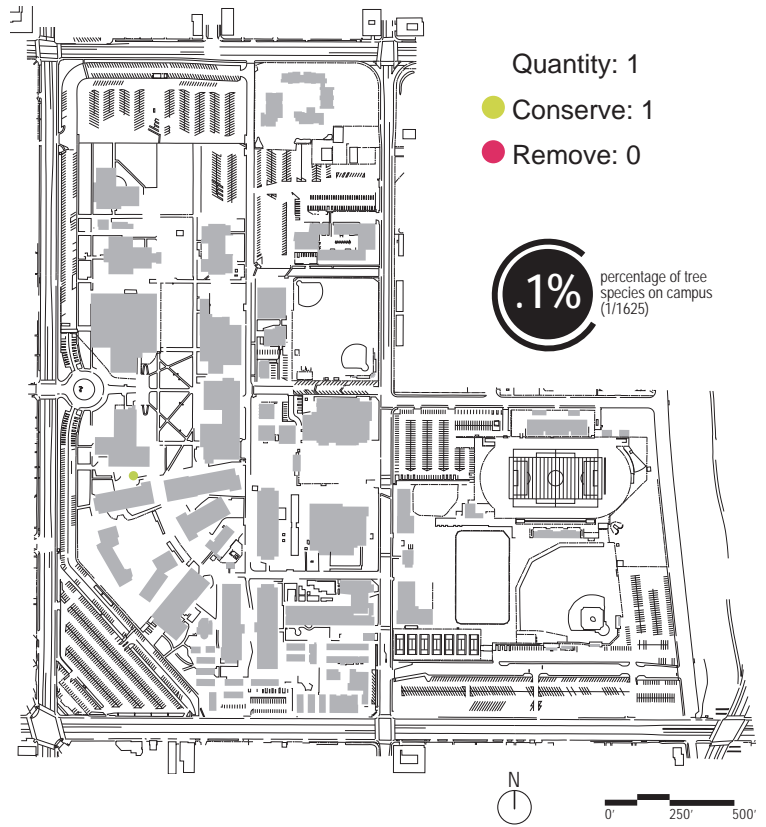 Quantity: 1
Conserve: 1
Remove: 0
.1%
percentage of tree
species on campus
(1/1625)
N
0' 250' 500'